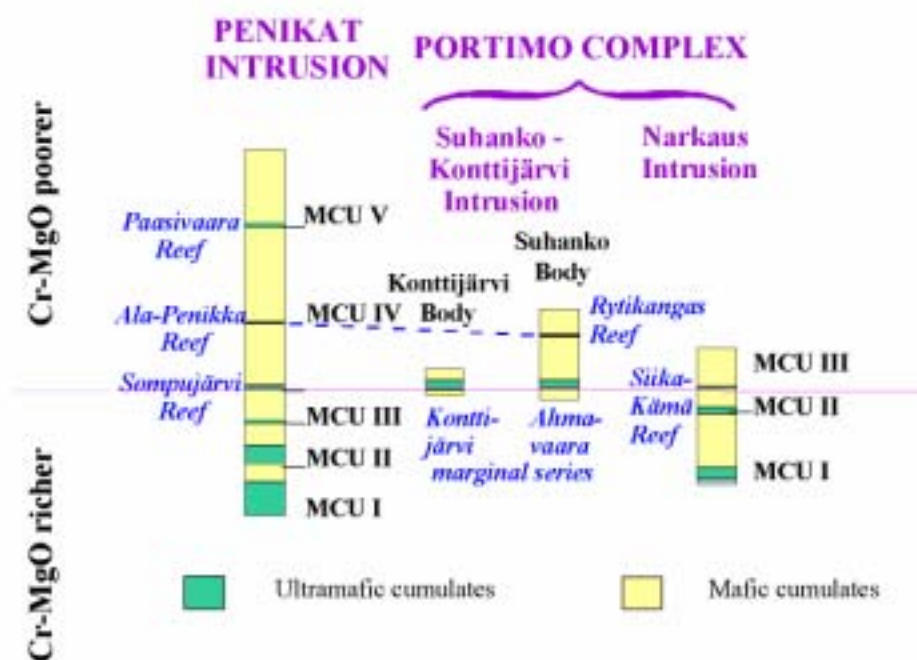 PENIKAT
INTRUSION
PORTIMO COMPLEX
Suhanko -
Konttijärvi
Intrusion
Narkaus
Intrusion
Cr-MgO poorer
Cr-MgO richer
Paasivaara
Reef
MCU V
Ala-Penikka
Reef
MCU IV
Sompujärvi
Reef
MCU III
MCU II
MCU I
Konttijärvi
Body
Suhanko
Body
Rytikangas
Reef
Kontti-
järvi
Ahma-
vaara
marginal series
Siika-
Kämä
Reef
MCU III
MCU II
MCU I
Ultramafic cumulates
Mafic cumulates